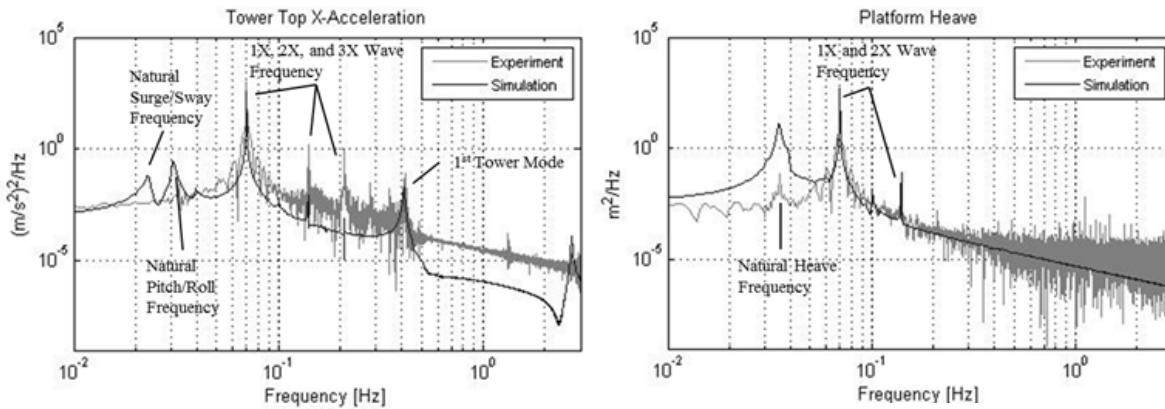 Tower Top X-Acceleration
10^5
10^0
10^-5
(m/s²)²/Hz
1X, 2X, and 3X Wave
Frequency
Natural
Surge/Sway
Frequency
Experiment
Simulation
1st Tower Mode
Natural
Pitch/Roll
Frequency
10^-2
10^-1
10^0
Frequency [Hz]
Platform Heave
10^5
10^0
10^-5
m²/Hz
1X and 2X Wave
Frequency
Experiment
Simulation
Natural Heave
Frequency
10^-2
10^-1
10^0
Frequency [Hz]